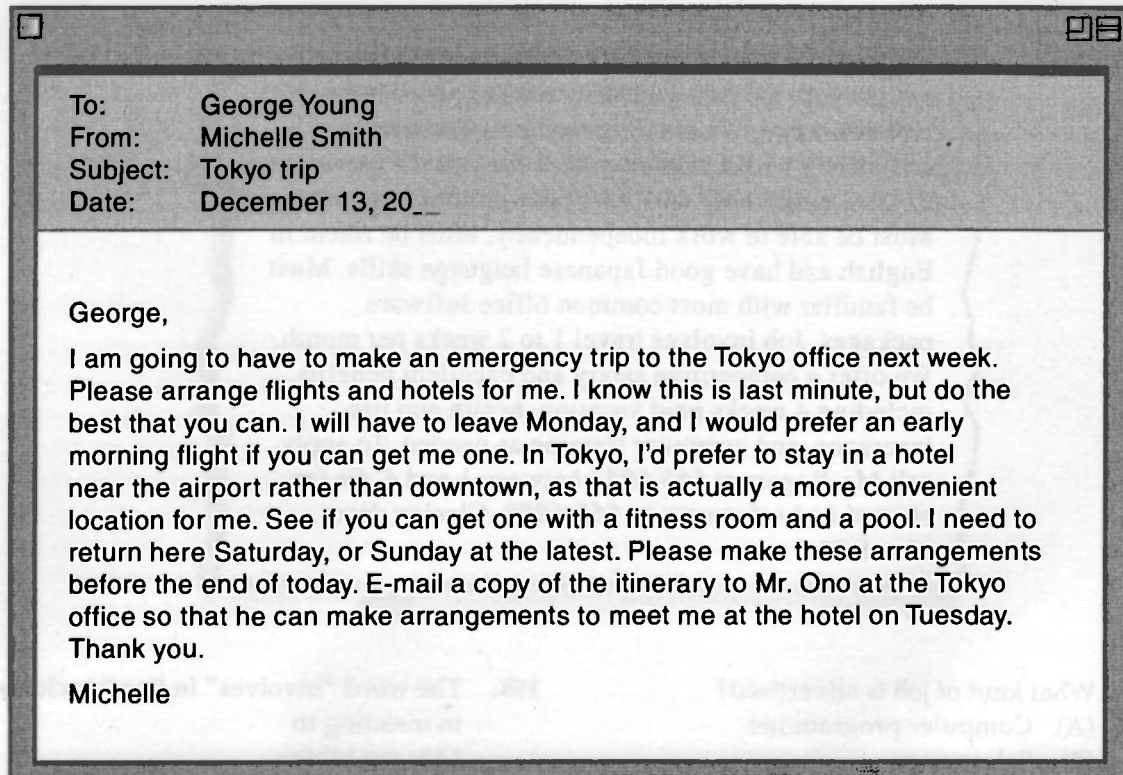 To: George Young
From: Michelle Smith
Subject: Tokyo trip
Date: December 13, 20__
George,
I am going to have to make an emergency trip to the Tokyo office next week.
Please arrange flights and hotels for me. I know this is last minute, but do the
best that you can. I will have to leave Monday, and I would prefer an early
morning flight if you can get me one. In Tokyo, I'd prefer to stay in a hotel
near the airport rather than downtown, as that is actually a more convenient
location for me. See if you can get one with a fitness room and a pool. I need to
return here Saturday, or Sunday at the latest. Please make these arrangements
before the end of today. E-mail a copy of the itinerary to Mr. Ono at the Tokyo
office so that he can make arrangements to meet me at the hotel on Tuesday.
Thank you.
Michelle